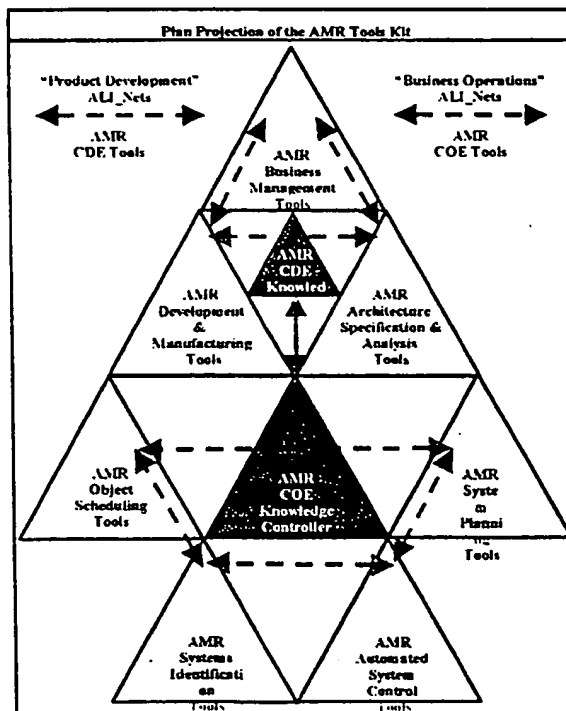 Plan Projection of the AMR Tools Kit
"Product Development"
ALI_Nets
AMR
CDE Tools
"Business Operations"
ALI_Nets
AMR
COE Tools
AMR
Business
Management
Tools
AMR
CDE
Knowled
AMR
Development
&
Manufacturing
Tools
AMR
Architecture
Specification &
Analysis
Tools
AMR
Object
Scheduling
Tools
AMR
COE
Knowledge
Controller
AMR
Syste
m
Planni
ng
Tools
AMR
Systems
Identificati
on
Tools
AMR
Automated
System
Control
Tools